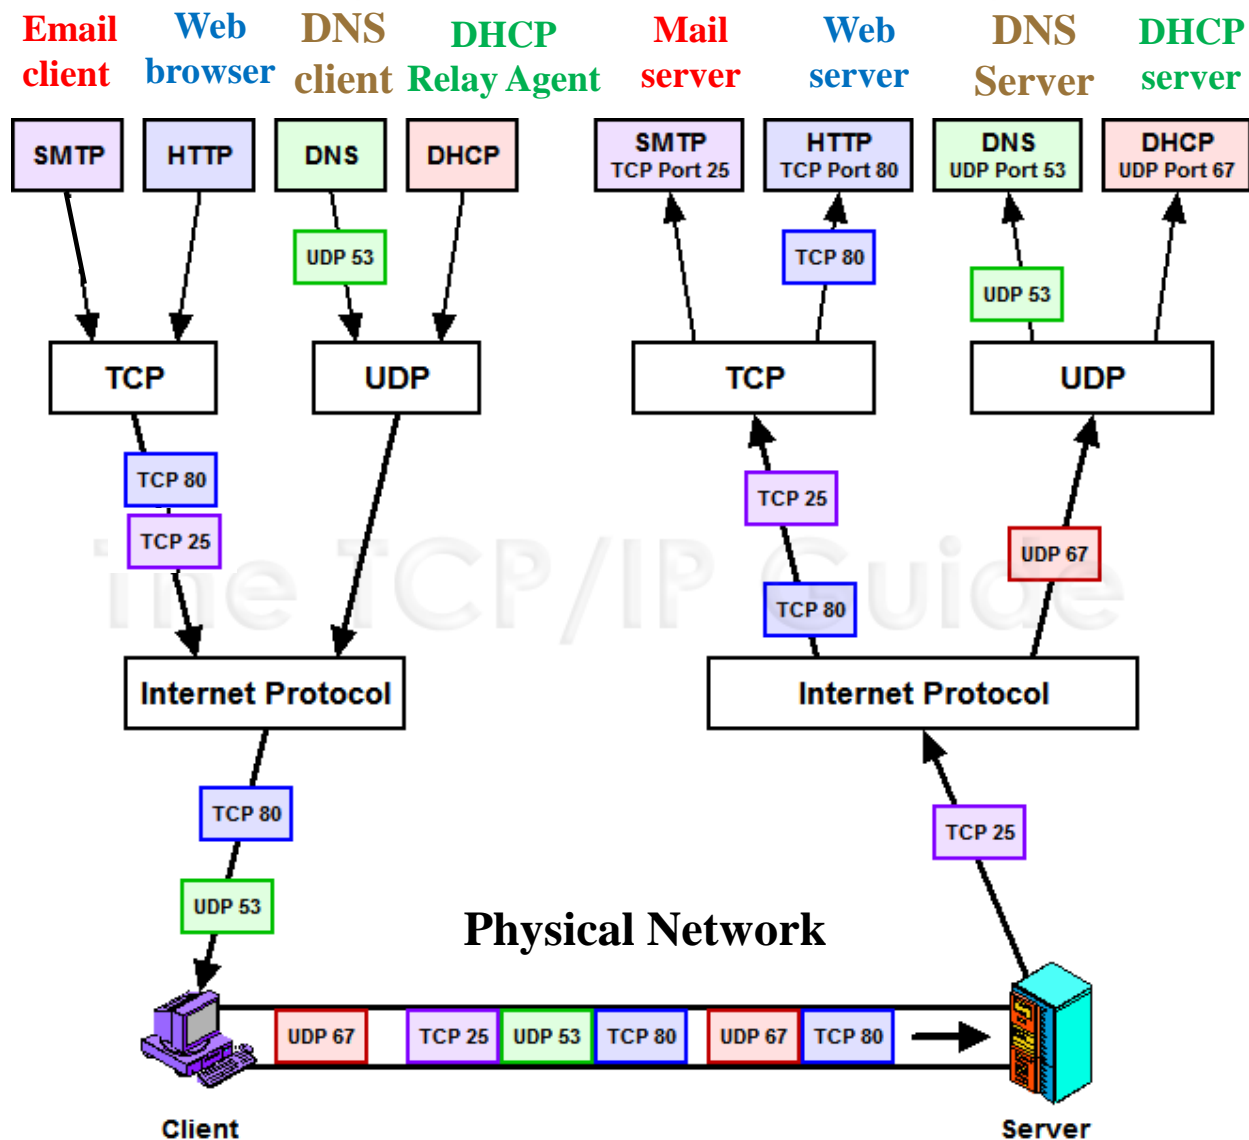 Email client
Web browser
DNS client
DHCP Relay Agent
Mail server
Web server
DNS Server
DHCP server
SMTP
HTTP
DNS
DHCP
SMTP
TCP Port 25
HTTP
TCP Port 80
DNS
UDP Port 53
DHCP
UDP Port 67
UDP 53
TCP 80
UDP 53
TCP
UDP
TCP
UDP
TCP 80
TCP 25
TCP 25
TCP 80
UDP 67
The TCP/IP Guide
Internet Protocol
Internet Protocol
TCP 80
UDP 53
TCP 25
Physical Network
UDP 67
TCP 25
UDP 53
TCP 80
UDP 67
TCP 80
Client
Server